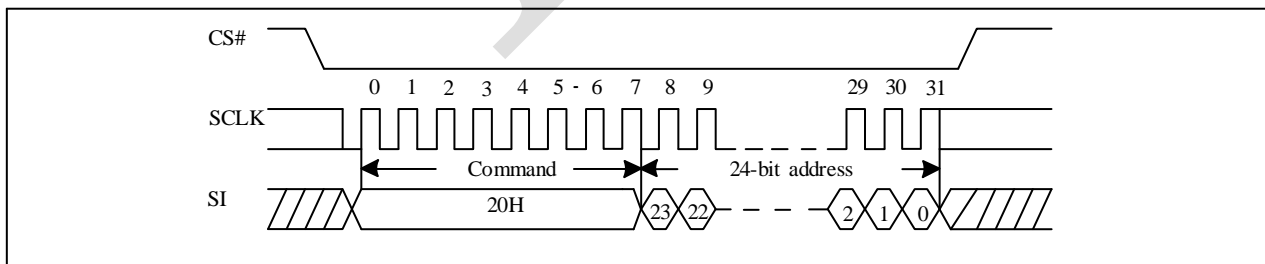 CS#
0 1 2 3 4 5 - 6 7 8 9 29 30 31
SCLK
Command 24-bit address
SI 20H 23 22 2 1 0